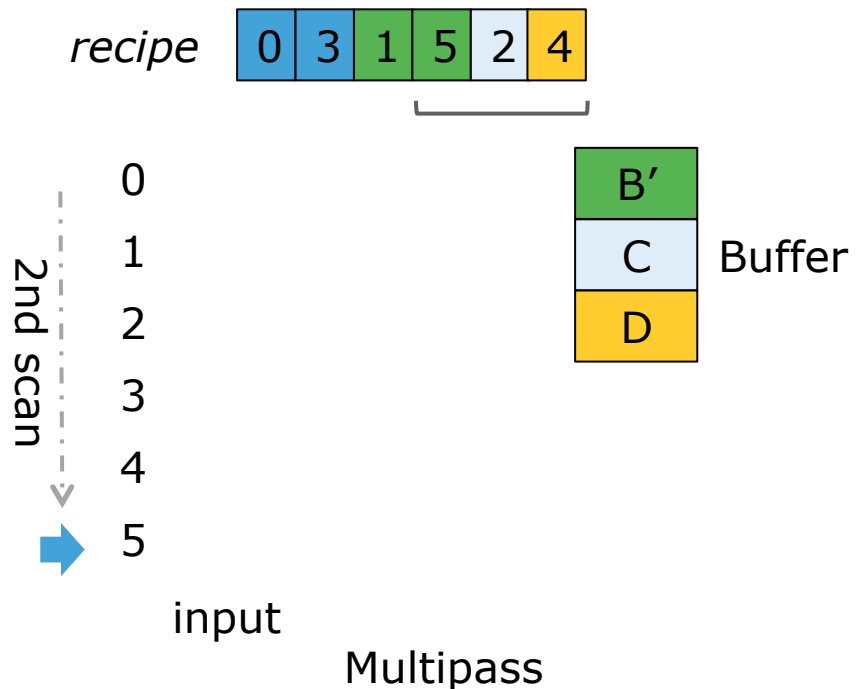 recipe 0 3 1 5 2 4
0
1
2
3
4
5
2nd scan
B′
C
D
Buffer
input
Multipass